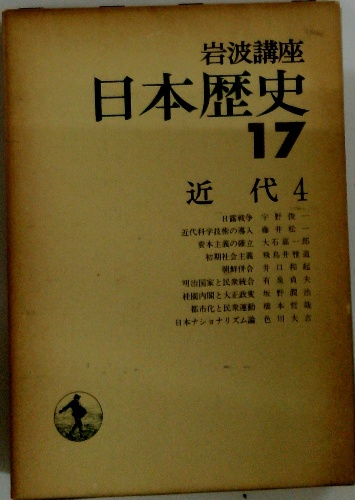 岩波講座
日本歴史
17
近代 4
日露戦争 宇野俊一
近代科学技術の導入 藤井松一
資本主義の確立 大石嘉一郎
初期社会主義 飛鳥井雅道
朝鮮併合 井口和起
明治国家と民衆統合 有泉貞夫
桂園内閣と大正政変 坂野潤治
都市化と民衆運動 橋本哲哉
日本ナショナリズム論 色川大吉